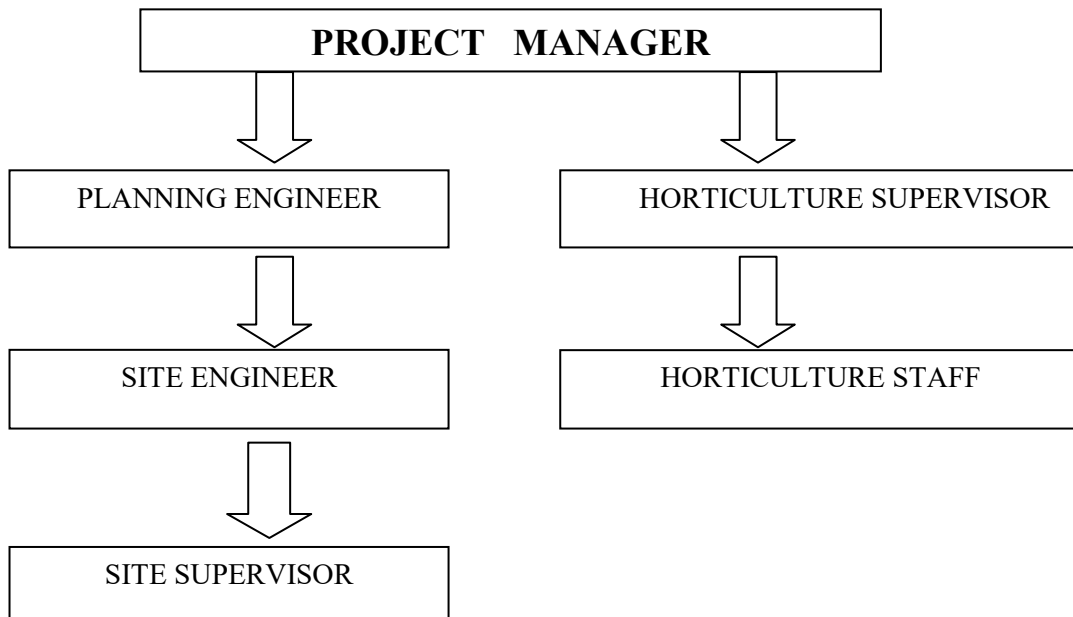 PROJECT MANAGER
PLANNING ENGINEER
HORTICULTURE SUPERVISOR
SITE ENGINEER
HORTICULTURE STAFF
SITE SUPERVISOR